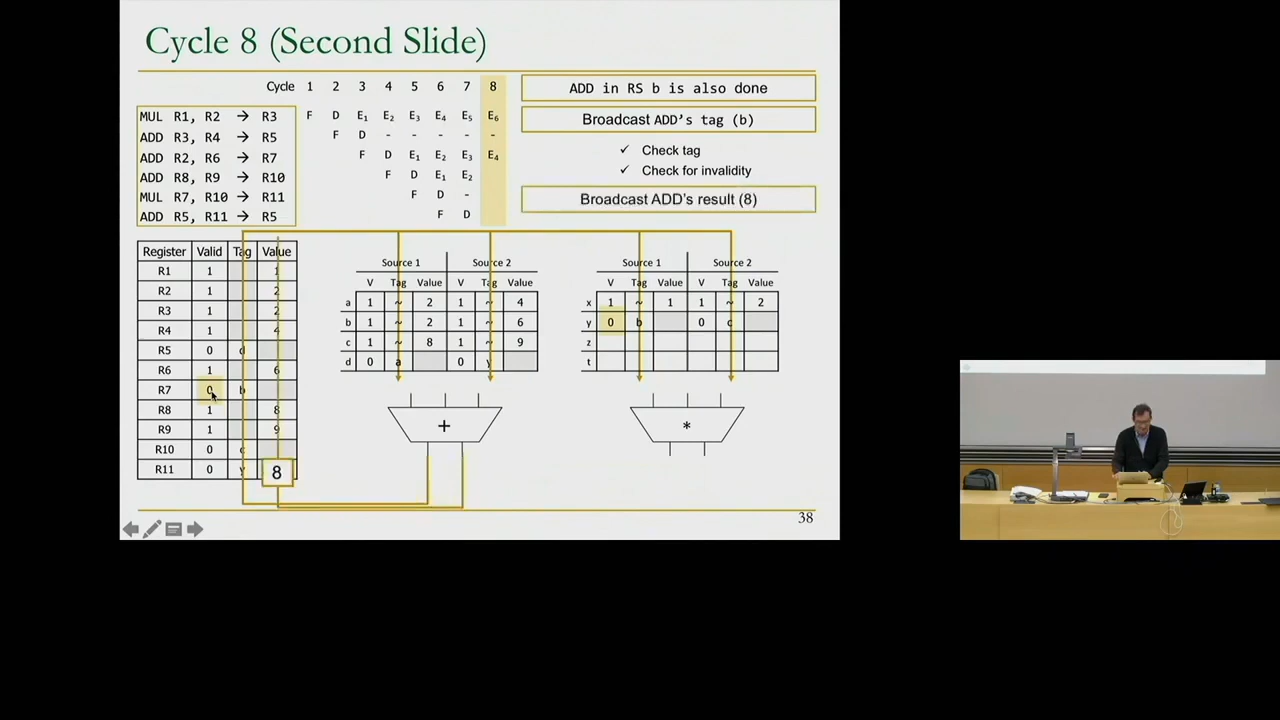 Cycle 8 (Second Slide)
Cycle 1 2 3 4 5 6 7 8
MUL R1, R2 → R3 F D E₁ E₂ E₃ E₄ E₅ E₆
ADD R3, R4 → R5 F D - - - - -
ADD R2, R6 → R7 F D E₁ E₂ E₃ E₄
ADD R8, R9 → R10 F D E₁ E₂
MUL R7, R10 → R11 F D -
ADD R5, R11 → R5 F D
ADD in RS b is also done
Broadcast ADD's tag (b)
✓ Check tag
✓ Check for invalidity
Broadcast ADD's result (8)
Register Valid Tag Value
R1 1 1
R2 1 2
R3 1 2
R4 1 4
R5 0 d
R6 1 6
R7 0 b
R8 1 8
R9 1 9
R10 0 c
R11 0 y 8
Source 1 Source 2
V Tag Value V Tag Value
a 1 ~ 2 1 ~ 4
b 1 ~ 2 1 ~ 6
c 1 ~ 8 1 ~ 9
d 0 a 0 y
+
Source 1 Source 2
V Tag Value V Tag Value
x 1 ~ 1 1 ~ 2
y 0 b 0 c
z
t
*
38